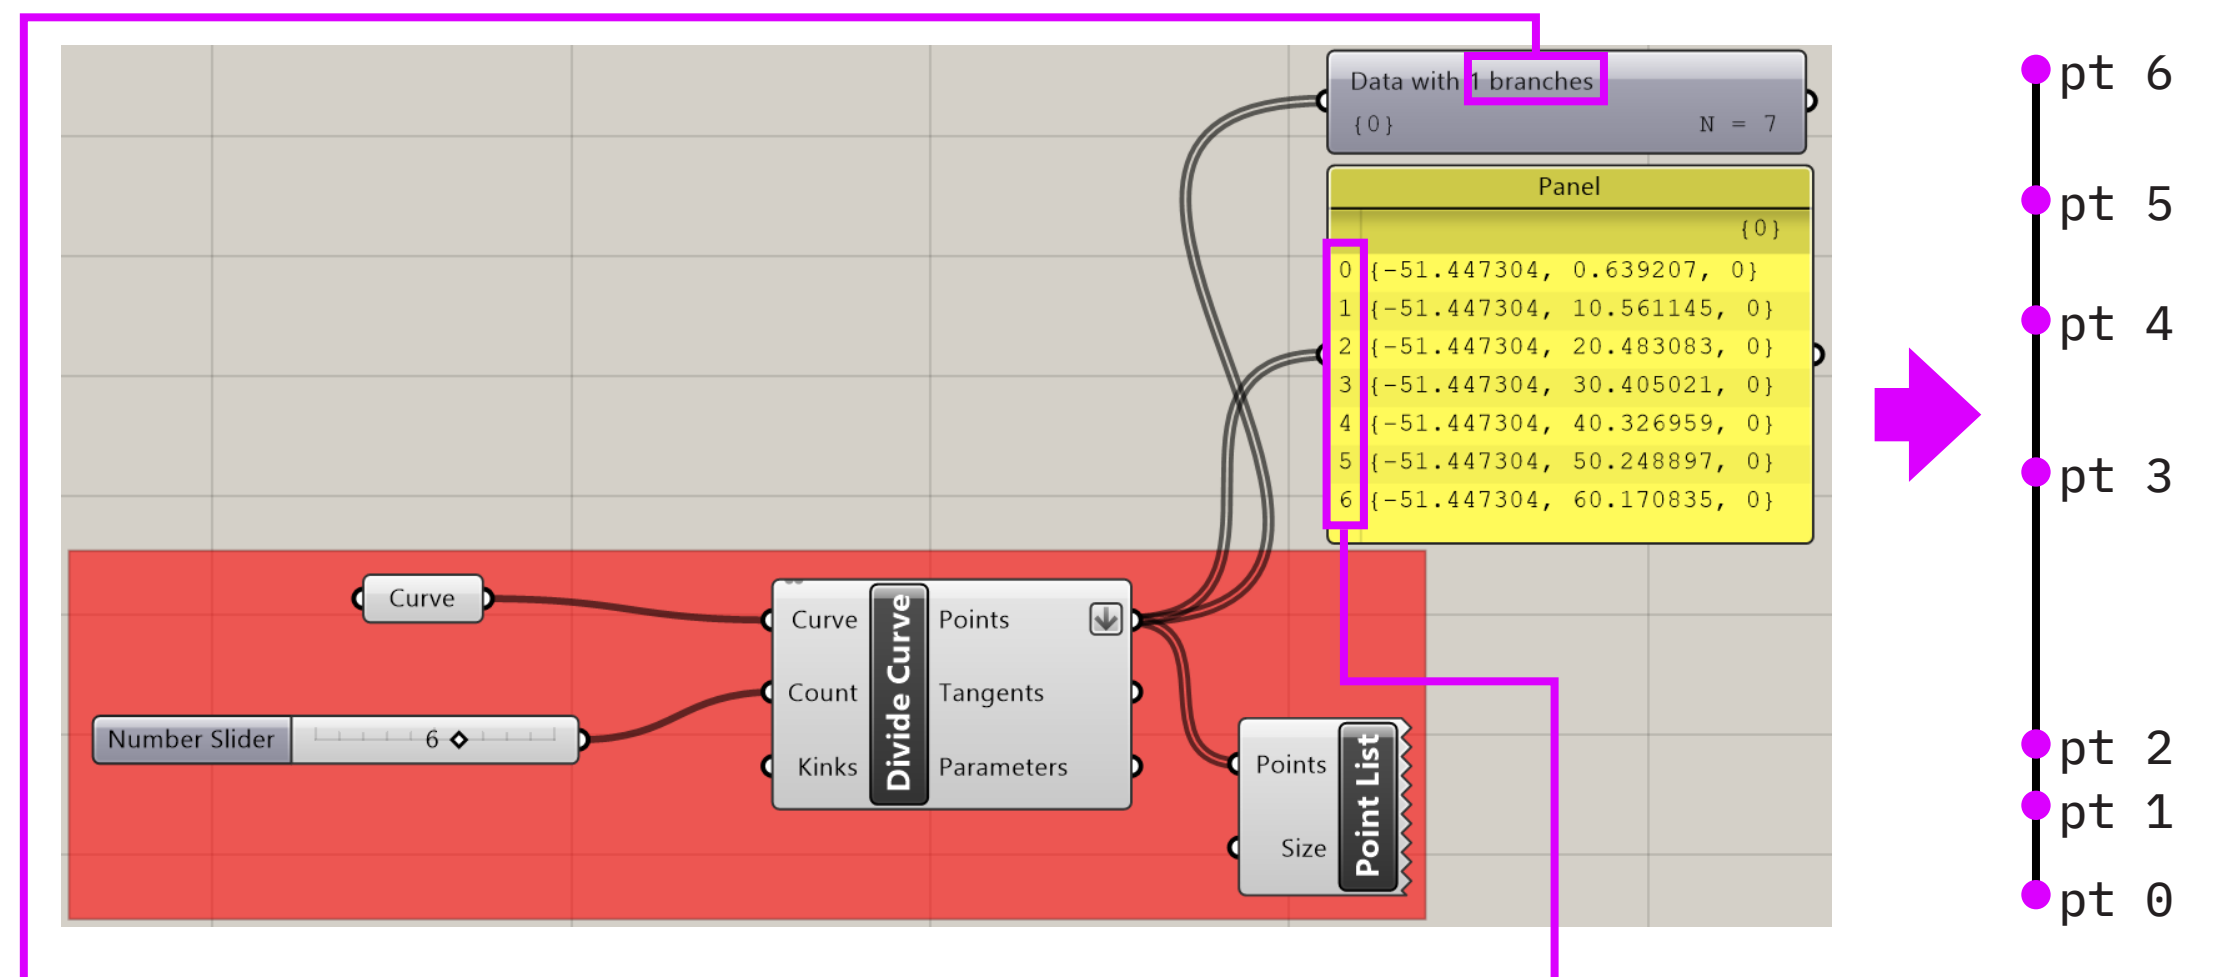 Data with 1 branches
{0} N = 7
Panel
{0}
0 {-51.447304, 0.639207, 0}
1 {-51.447304, 10.561145, 0}
2 {-51.447304, 20.483083, 0}
3 {-51.447304, 30.405021, 0}
4 {-51.447304, 40.326959, 0}
5 {-51.447304, 50.248897, 0}
6 {-51.447304, 60.170835, 0}
Curve
Number Slider 6
Curve
Count
Kinks
Divide Curve
Points
Tangents
Parameters
Points
Size
Point List
pt 6
pt 5
pt 4
pt 3
pt 2
pt 1
pt 0